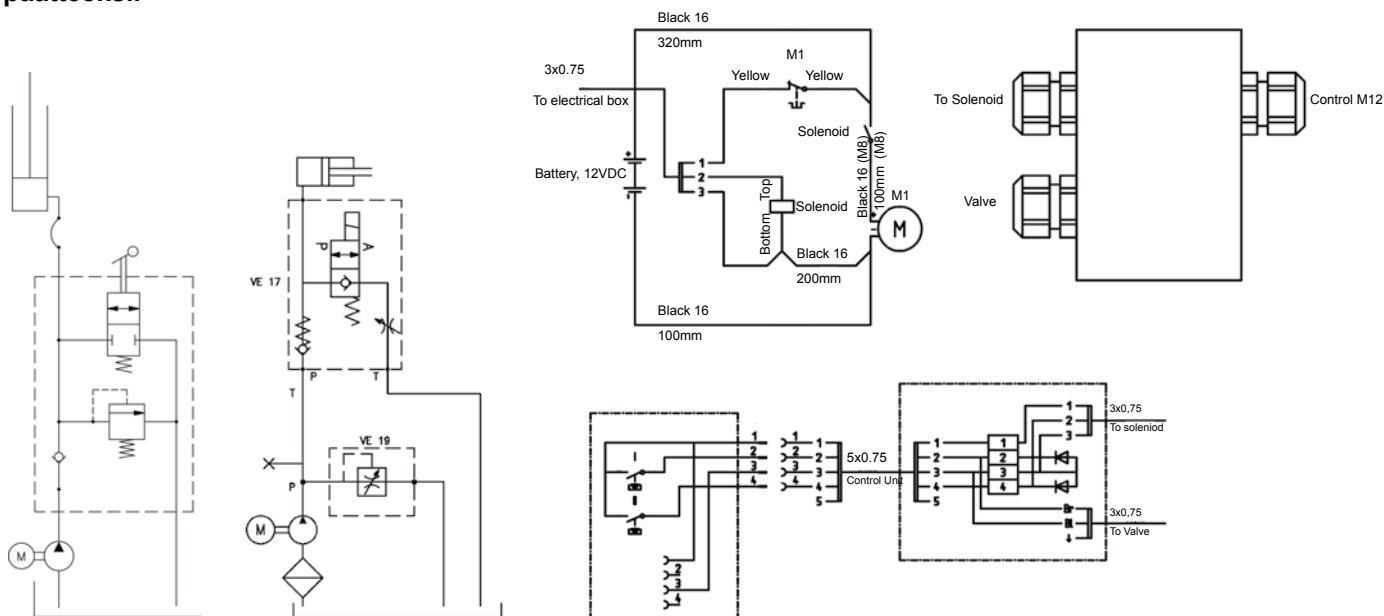 Black 16
320mm
M1
3x0.75
Yellow
Yellow
To electrical box
Solenoid
Battery, 12VDC
+
-
1
2
3
Top
Bottom
Solenoid
Black 16 (M8)
100mm (M8)
M1
M
Black 16
200mm
Black 16
100mm
To Solenoid
Control M12
Valve
A
P
VE 17
P
T
T
VE 19
P
M
M
1
2
3
4
1
2
3
4
1
2
3
4
5
5x0.75
Control Unit
I
II
2
3
4
1
2
3
4
5
1
2
3
4
1
2
3
3x0,75
To soleniod
Br
Bl
3x0,75
To Valve